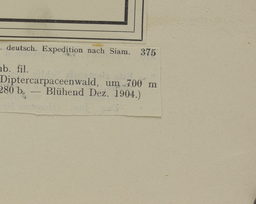 . deutsch. Expedition nach Siam. 375
ab. fil.
Diptercarpaceenwald, um 700 m
280 b. — Blühend Dez. 1904.)